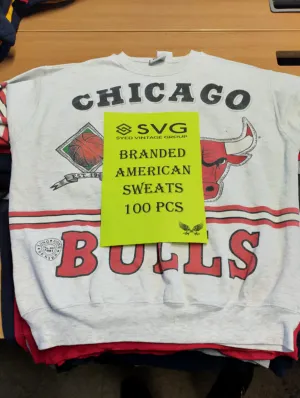 CHICAGO
SVG
SYED VINTAGE GROUP
BRANDED
AMERICAN
SWEATS
100 PCS
BULLS